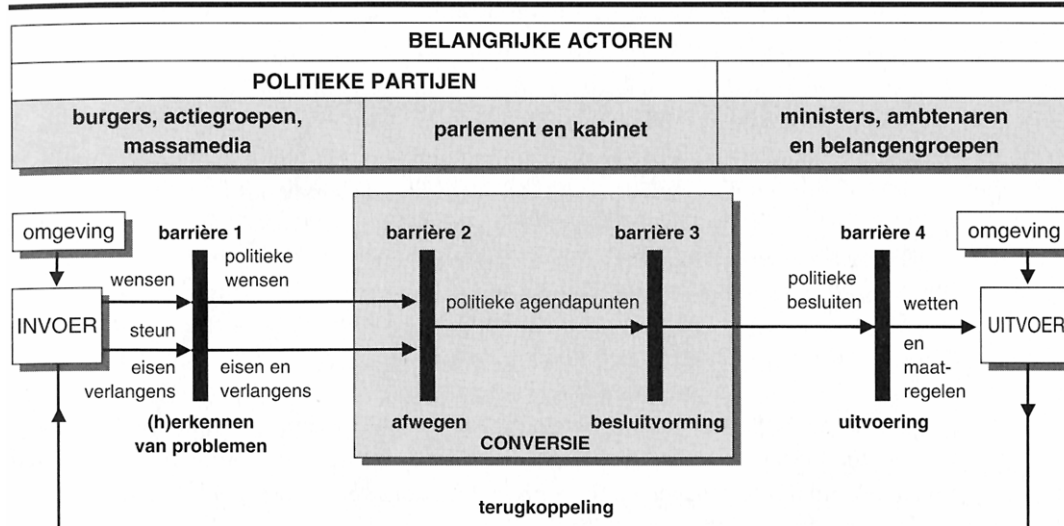 BELANGRIJKE ACTOREN
POLITIEKE PARTIJEN
burgers, actiegroepen,
massamedia
parlement en kabinet
ministers, ambtenaren
en belangengroepen
omgeving
INVOER
wensen
steun
eisen
verlangens
barrière 1
politieke
wensen
eisen en
verlangens
(h)erkennen
van problemen
barrière 2
afwegen
politieke agendapunten
barrière 3
besluitvorming
CONVERSIE
politieke
besluiten
barrière 4
uitvoering
wetten
en
maat-
regelen
omgeving
UITVOER
terugkoppeling